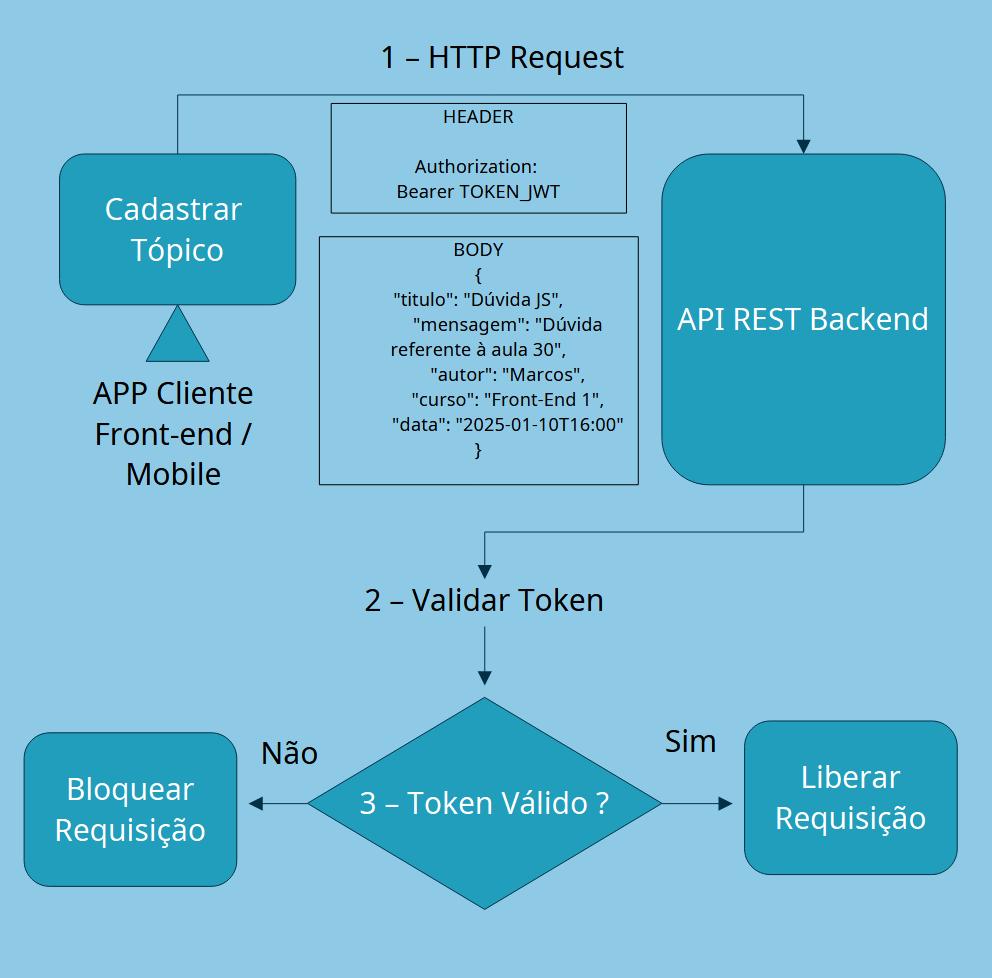 1 – HTTP Request
HEADER
Authorization:
Bearer TOKEN_JWT
Cadastrar
Tópico
BODY
{
"titulo": "Dúvida JS",
"mensagem": "Dúvida
referente à aula 30",
"autor": "Marcos",
"curso": "Front-End 1",
"data": "2025-01-10T16:00"
}
API REST Backend
APP Cliente
Front-end /
Mobile
2 – Validar Token
Não
Sim
Bloquear
Requisição
3 – Token Válido ?
Liberar
Requisição